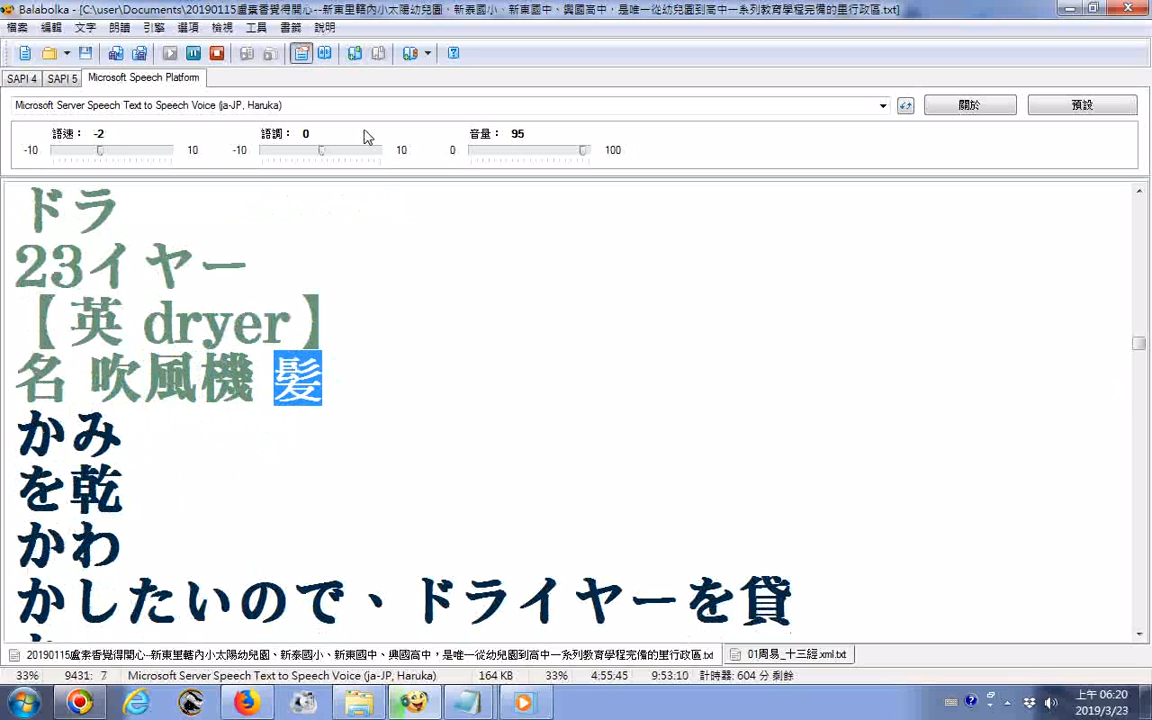 Balabolka - [C:\user\Documents\20190115盧素香覺得開心--新東里轄內小太陽幼兒園、新泰國小、新東國中、興國高中，是唯一從幼兒園到高中一系列教育學程完備的里行政區.txt]
檔案 編輯 文字 朗讀 引擎 選項 檢視 工具 書籤 說明
SAPI 4 SAPI 5 Microsoft Speech Platform
Microsoft Server Speech Text to Speech Voice (ja-JP, Haruka) 關於 預設
語速： -2 語調： 0 音量： 95
-10 10 -10 10 0 100
ドラ
23イヤー
【英 dryer】
名 吹風機 髪
かみ
を乾
かわ
かしたいので、ドライヤーを貸
20190115盧素香覺得開心--新東里轄內小太陽幼兒園、新泰國小、新東國中、興國高中，是唯一從幼兒園到高中一系列教育學程完備的里行政區.txt 01周易_十三經.xml.txt
33% 9431: 7 Microsoft Server Speech Text to Speech Voice (ja-JP, Haruka) 164 KB 33% 4:55:45 9:53:10 計時器: 604 分 剩餘
上午 06:20
2019/3/23